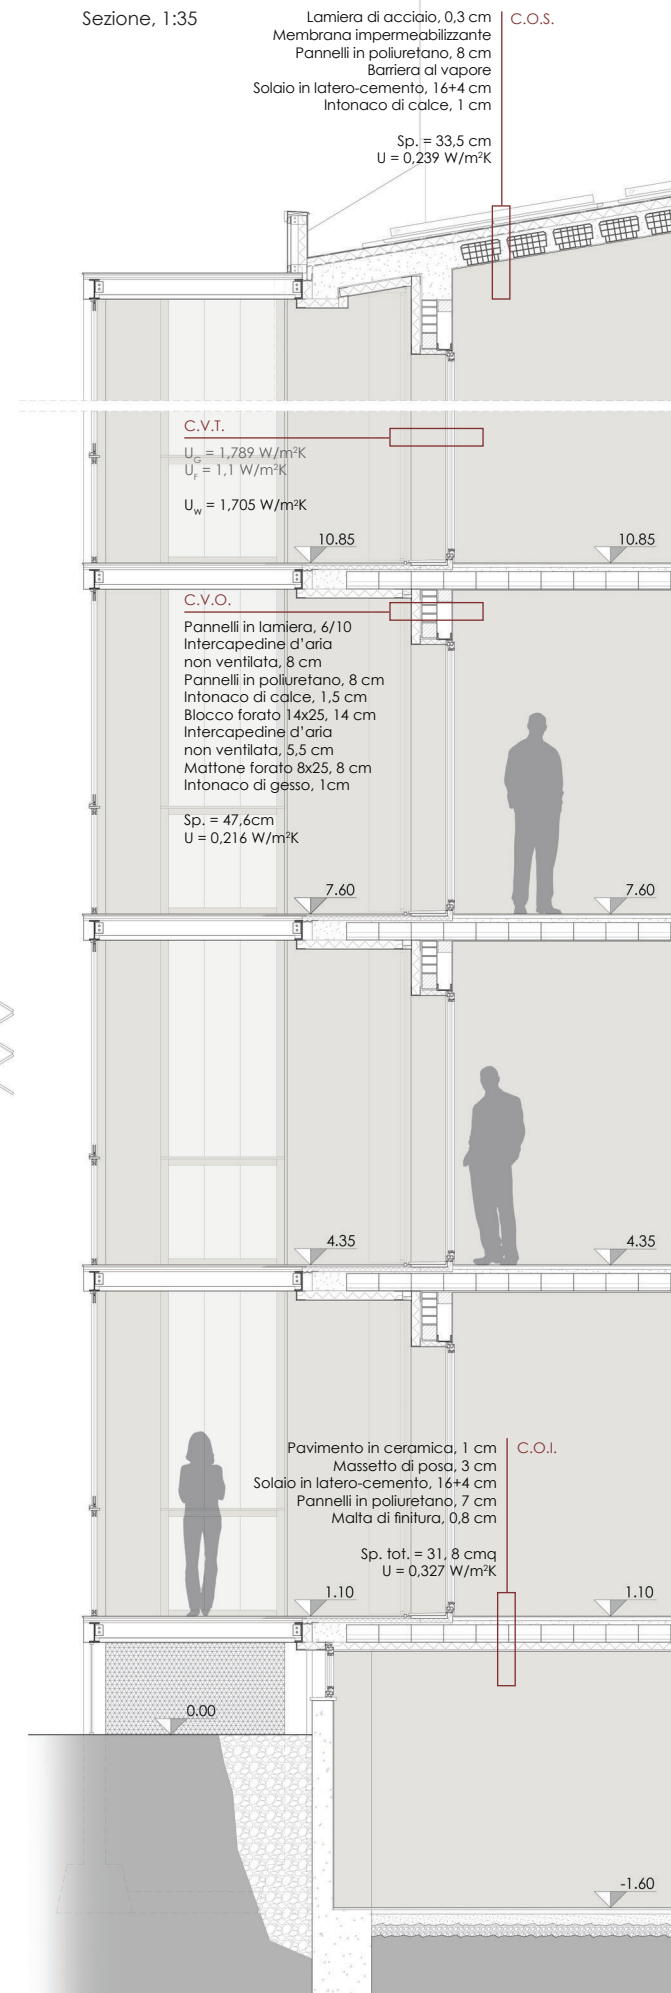 Sezione, 1:35
Lamiera di acciaio, 0,3 cm
Membrana impermeabilizzante
Pannelli in poliuretano, 8 cm
Barriera al vapore
Solaio in latero-cemento, 16+4 cm
Intonaco di calce, 1 cm
Sp. = 33,5 cm
U = 0,239 W/m²K
C.O.S.
C.V.T.
U_G = 1,789 W/m²K
U_F = 1,1 W/m²K
U_W = 1,705 W/m²K
10.85
10.85
C.V.O.
Pannelli in lamiera, 6/10
Intercapedine d'aria
non ventilata, 8 cm
Pannelli in poliuretano, 8 cm
Intonaco di calce, 1,5 cm
Blocco forato 14x25, 14 cm
Intercapedine d'aria
non ventilata, 5,5 cm
Mattone forato 8x25, 8 cm
Intonaco di gesso, 1cm
Sp. = 47,6cm
U = 0,216 W/m²K
7.60
7.60
4.35
4.35
Pavimento in ceramica, 1 cm
Massetto di posa, 3 cm
Solaio in latero-cemento, 16+4 cm
Pannelli in poliuretano, 7 cm
Malta di finitura, 0,8 cm
Sp. tot. = 31, 8 cmq
U = 0,327 W/m²K
C.O.I.
1.10
1.10
0.00
-1.60